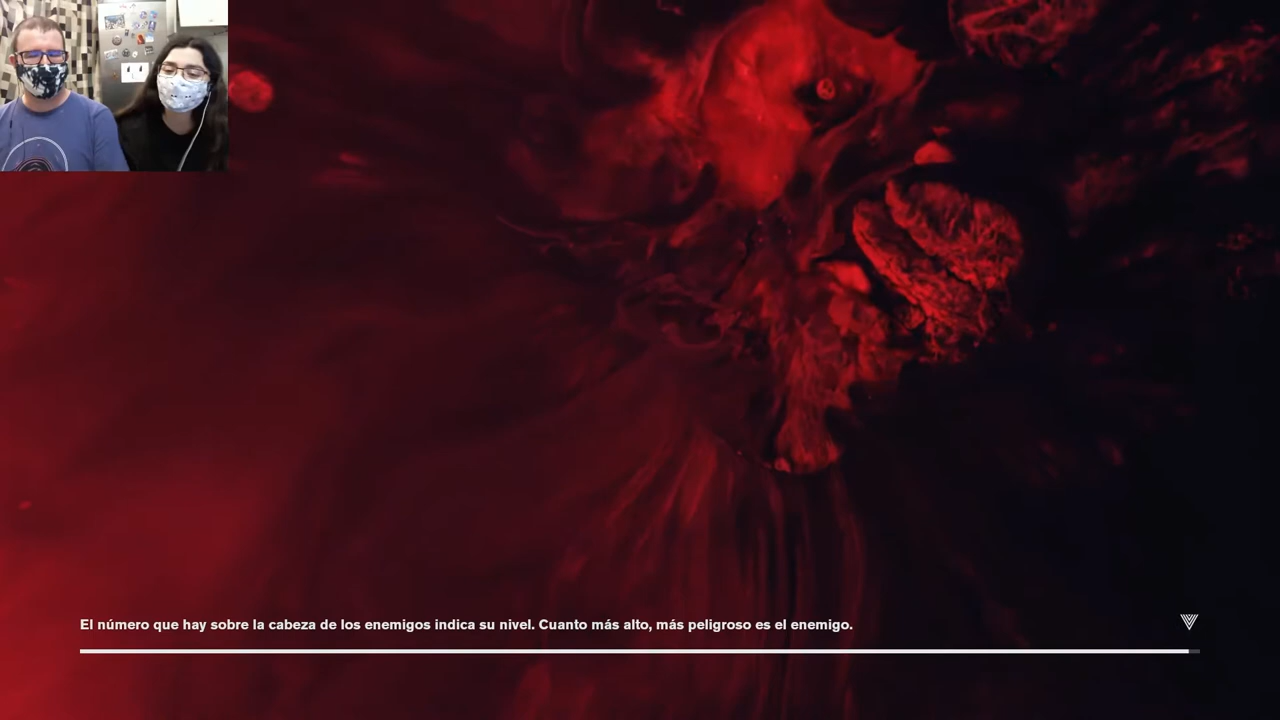 El número que hay sobre la cabeza de los enemigos indica su nivel. Cuanto más alto, más peligroso es el enemigo.